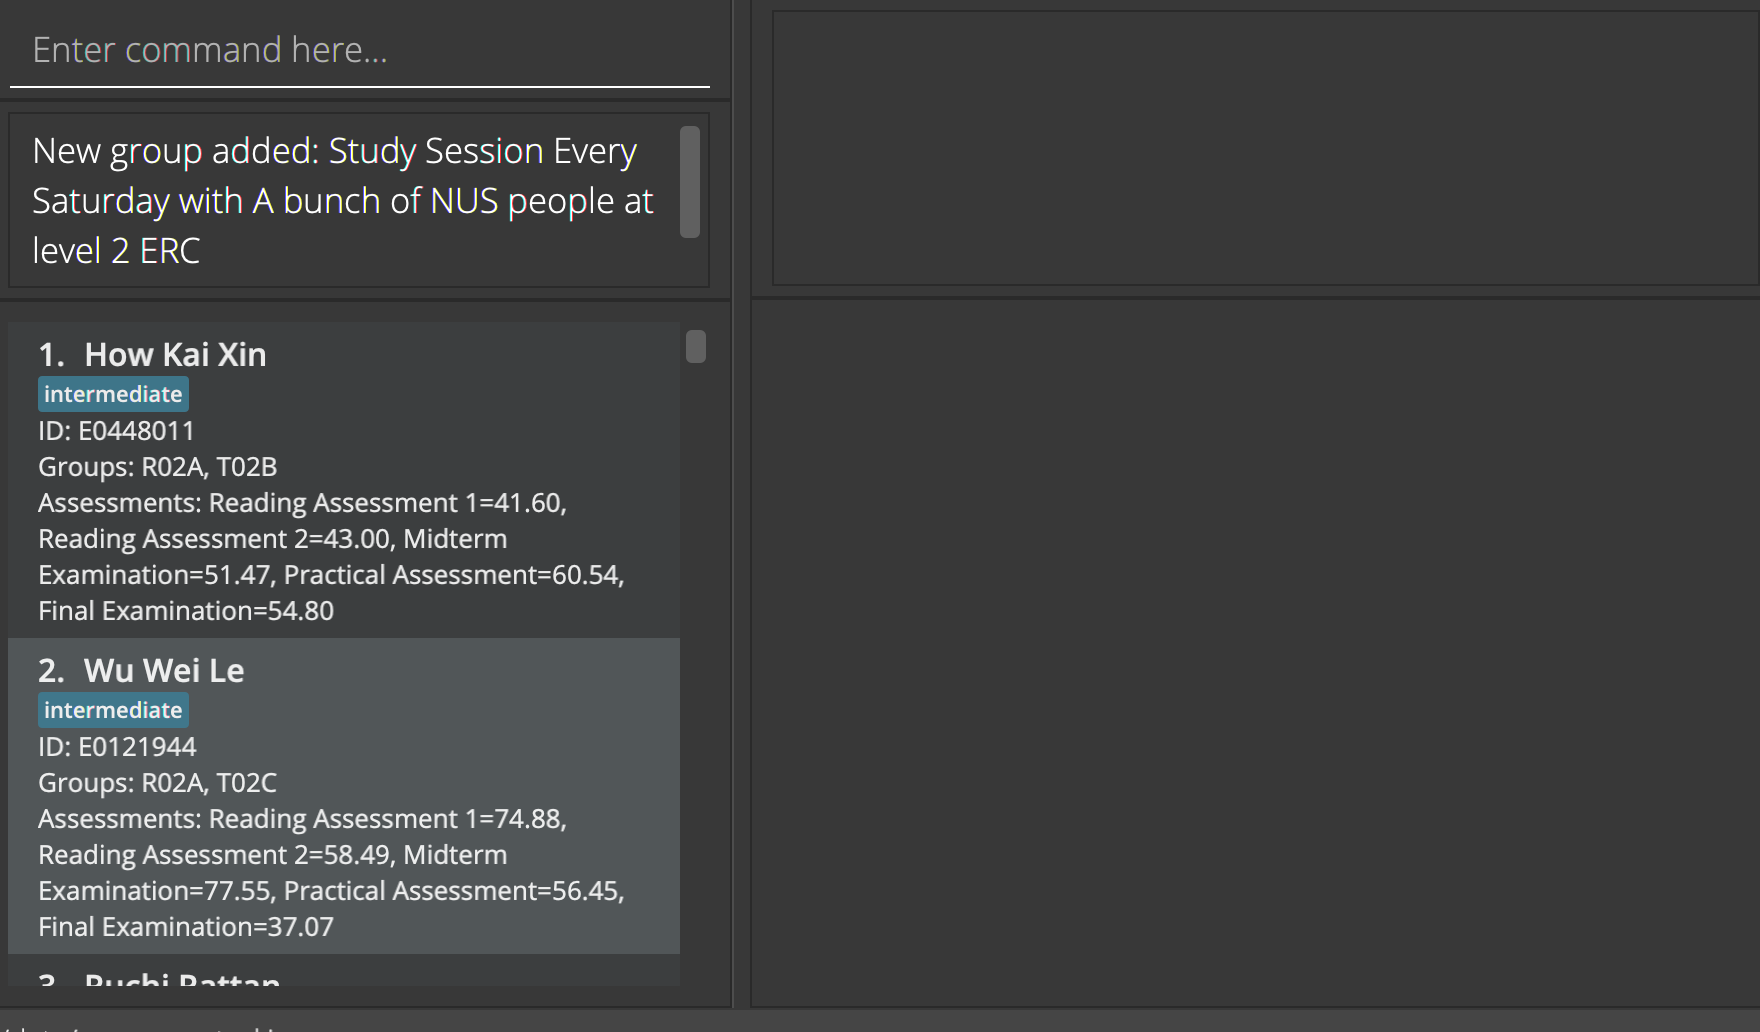 Enter command here...
New group added: Study Session Every
Saturday with A bunch of NUS people at
level 2 ERC
1. How Kai Xin
intermediate
ID: E0448011
Groups: R02A, T02B
Assessments: Reading Assessment 1=41.60,
Reading Assessment 2=43.00, Midterm
Examination=51.47, Practical Assessment=60.54,
Final Examination=54.80
2. Wu Wei Le
intermediate
ID: E0121944
Groups: R02A, T02C
Assessments: Reading Assessment 1=74.88,
Reading Assessment 2=58.49, Midterm
Examination=77.55, Practical Assessment=56.45,
Final Examination=37.07
3.